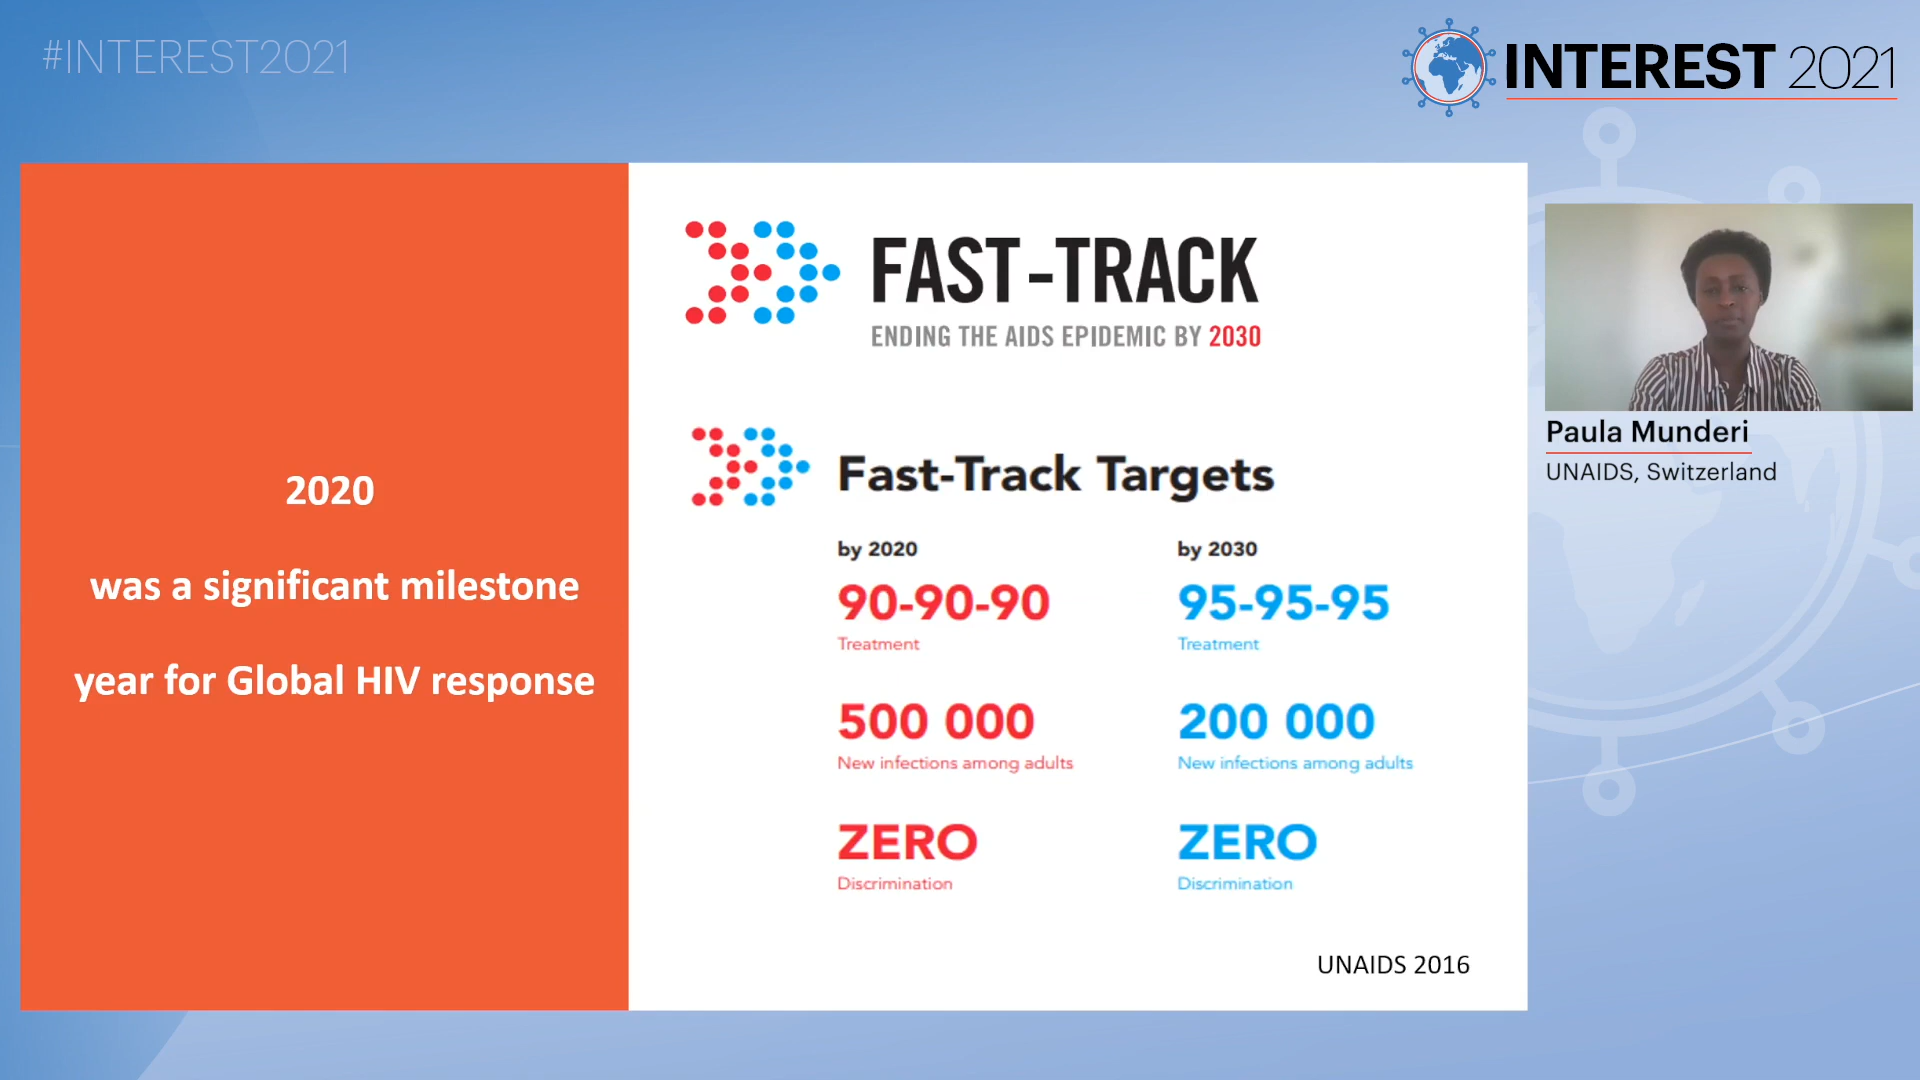 #INTEREST2021
INTEREST 2021
2020
was a significant milestone
year for Global HIV response
FAST-TRACK
ENDING THE AIDS EPIDEMIC BY 2030
Fast-Track Targets
by 2020
90-90-90
Treatment
500 000
New infections among adults
ZERO
Discrimination
by 2030
95-95-95
Treatment
200 000
New infections among adults
ZERO
Discrimination
UNAIDS 2016
Paula Munderi
UNAIDS, Switzerland